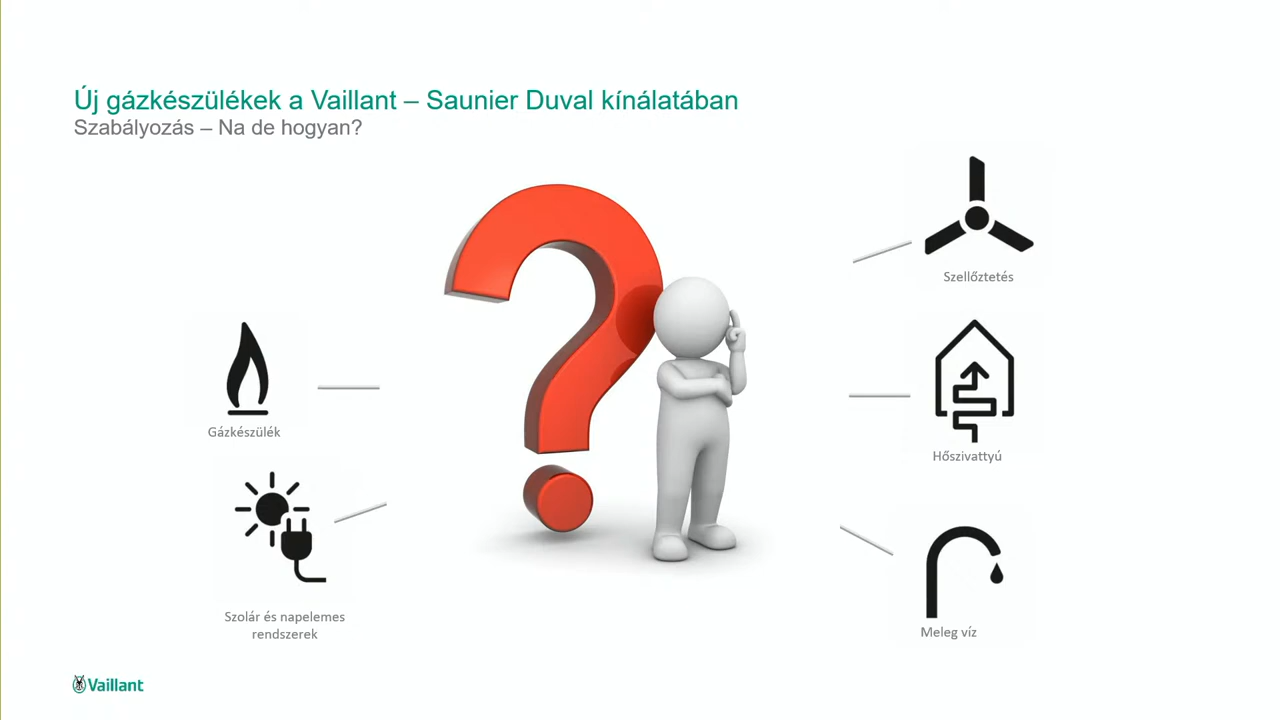 Új gázkészülékek a Vaillant – Saunier Duval kínálatában
Szabályozás – Na de hogyan?
Szellőztetés
Gázkészülék
Hőszivattyú
Szolár és napelemes
rendszerek
Meleg víz
Vaillant